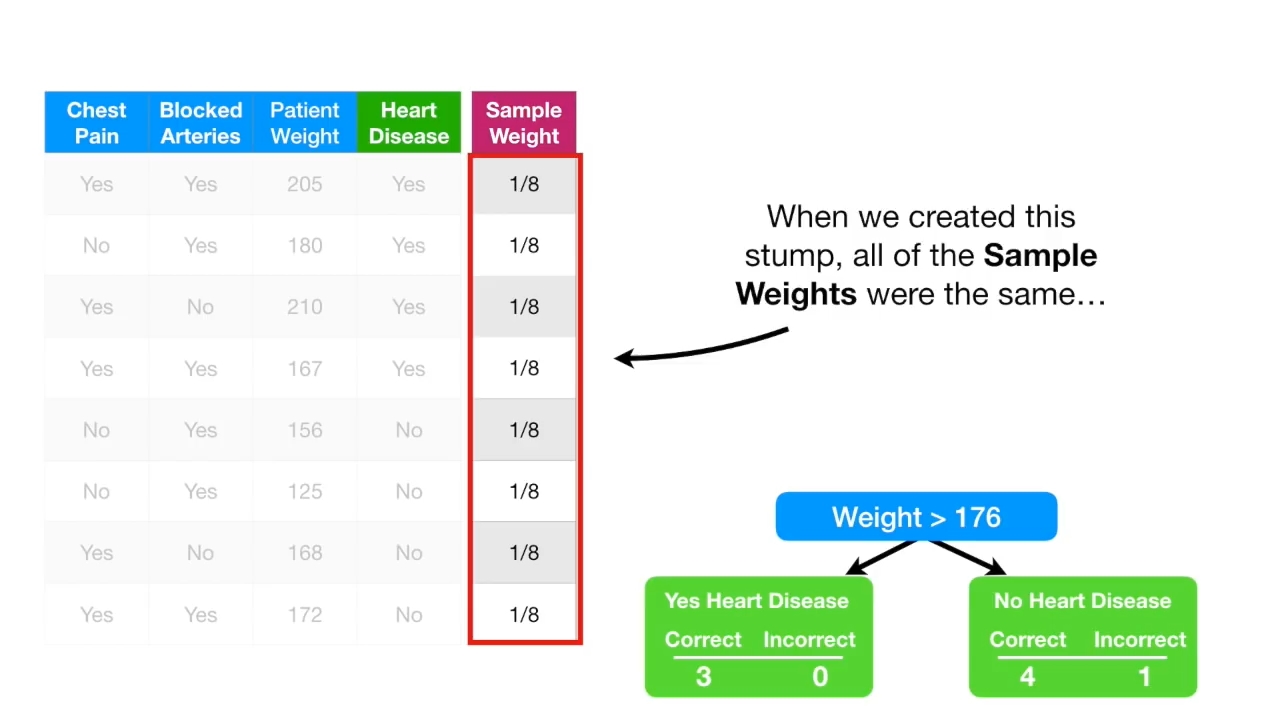 Chest Pain Blocked Arteries Patient Weight Heart Disease Sample Weight
Yes Yes 205 Yes 1/8
No Yes 180 Yes 1/8
Yes No 210 Yes 1/8
Yes Yes 167 Yes 1/8
No Yes 156 No 1/8
No Yes 125 No 1/8
Yes No 168 No 1/8
Yes Yes 172 No 1/8
When we created this
stump, all of the Sample
Weights were the same…
Weight > 176
Yes Heart Disease
Correct Incorrect
3 0
No Heart Disease
Correct Incorrect
4 1